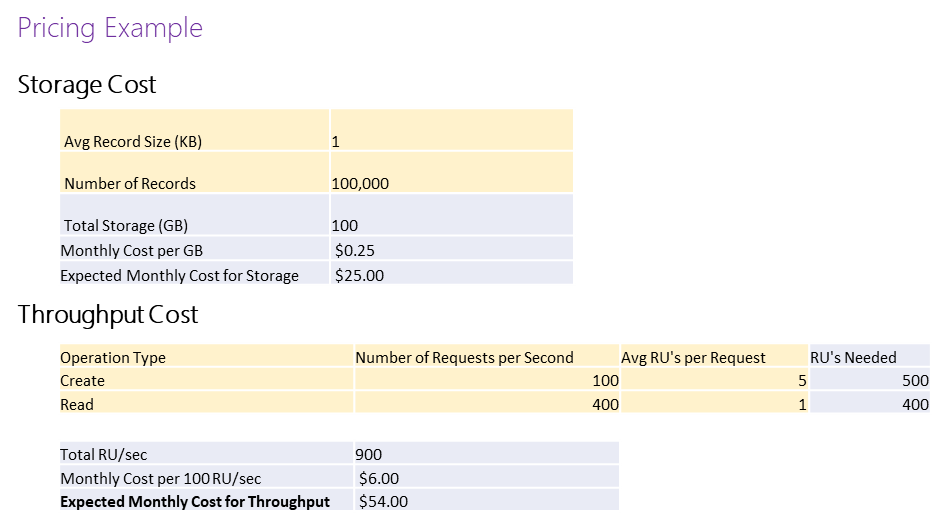 Pricing Example
Storage Cost
Avg Record Size (KB) 1
Number of Records 100,000
Total Storage (GB) 100
Monthly Cost per GB $0.25
Expected Monthly Cost for Storage $25.00
Throughput Cost
Operation Type Number of Requests per Second Avg RU's per Request RU's Needed
Create 100 5 500
Read 400 1 400
Total RU/sec 900
Monthly Cost per 100 RU/sec $6.00
Expected Monthly Cost for Throughput $54.00